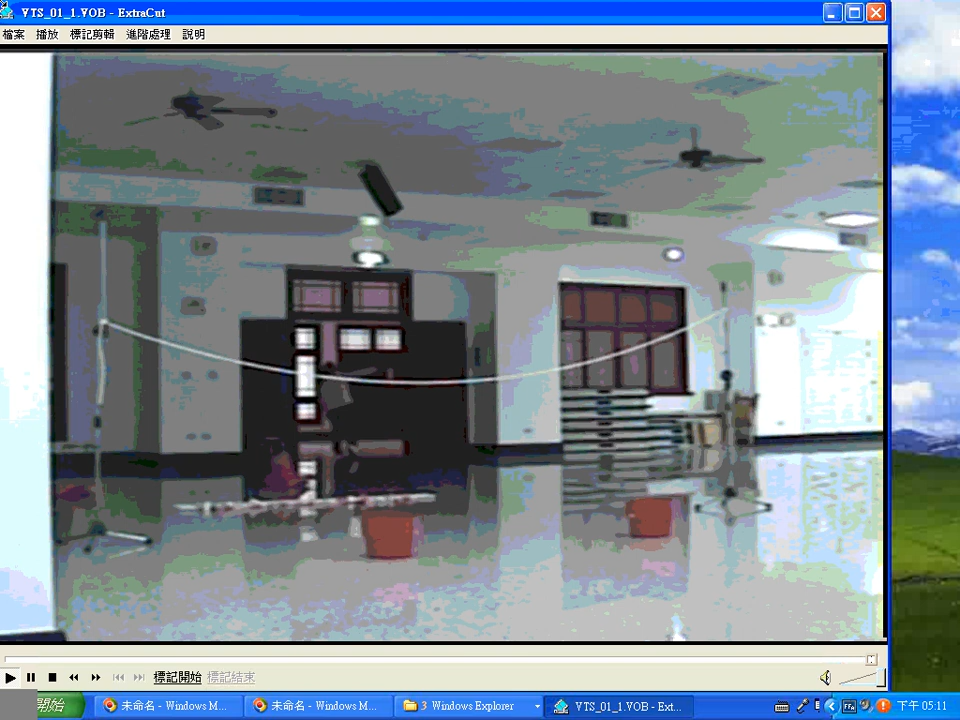 VTS_01_1.VOB - ExtraCut
檔案 播放 標記剪輯 進階處理 說明
標記開始 標記結束
開始 未命名 - Windows M... 未命名 - Windows M... 3 Windows Explorer VTS_01_1.VOB - Ext... 下午 05:11